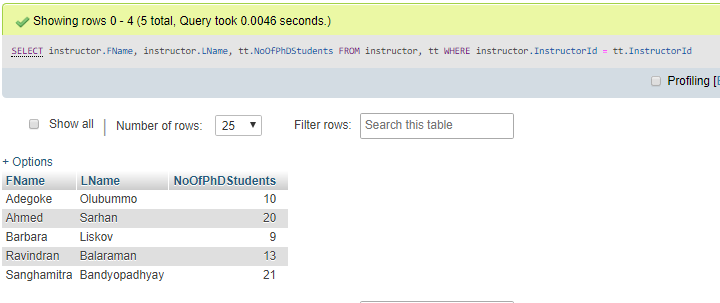 Showing rows 0 - 4 (5 total, Query took 0.0046 seconds.)
SELECT instructor.FName, instructor.LName, tt.NoOfPhDStudents FROM instructor, tt WHERE instructor.InstructorId = tt.InstructorId
Profiling [
Show all | Number of rows: 25 Filter rows: Search this table
+ Options
FName LName NoOfPhDStudents
Adegoke Olubummo 10
Ahmed Sarhan 20
Barbara Liskov 9
Ravindran Balaraman 13
Sanghamitra Bandyopadhyay 21